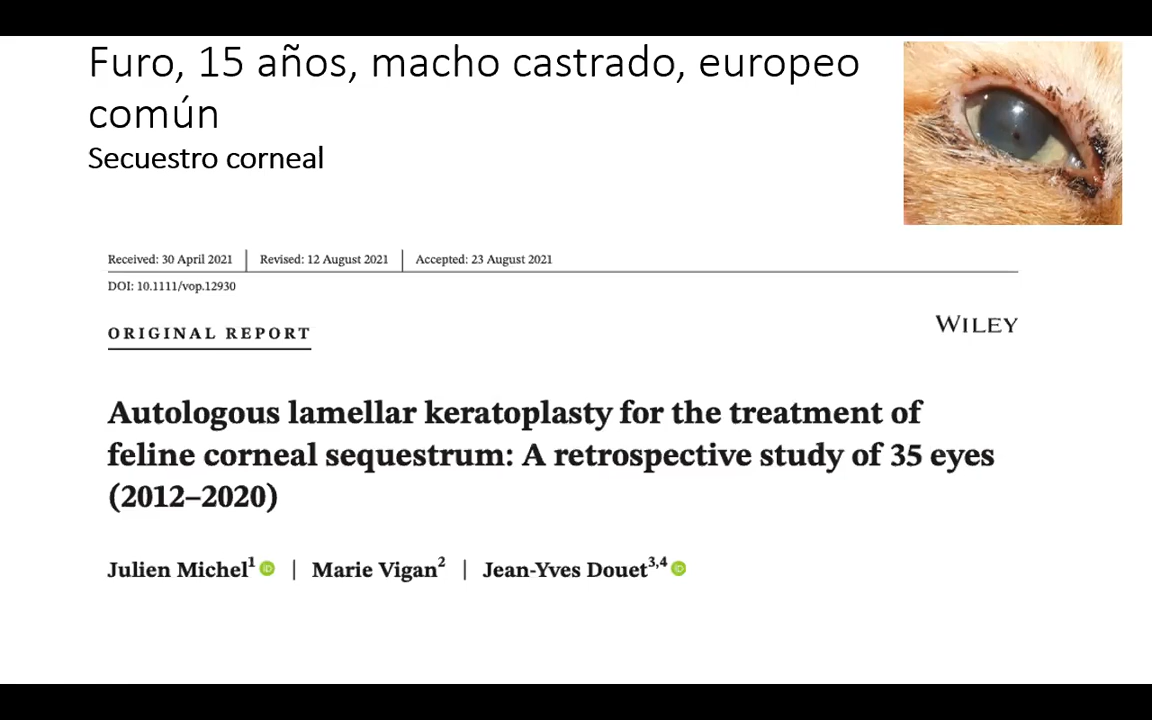 Furo, 15 años, macho castrado, europeo
común
Secuestro corneal
Received: 30 April 2021 | Revised: 12 August 2021 | Accepted: 23 August 2021
DOI: 10.1111/vop.12930
ORIGINAL REPORT
WILEY
Autologous lamellar keratoplasty for the treatment of
feline corneal sequestrum: A retrospective study of 35 eyes
(2012–2020)
Julien Michel1 iD | Marie Vigan2 | Jean-Yves Douet3,4 iD